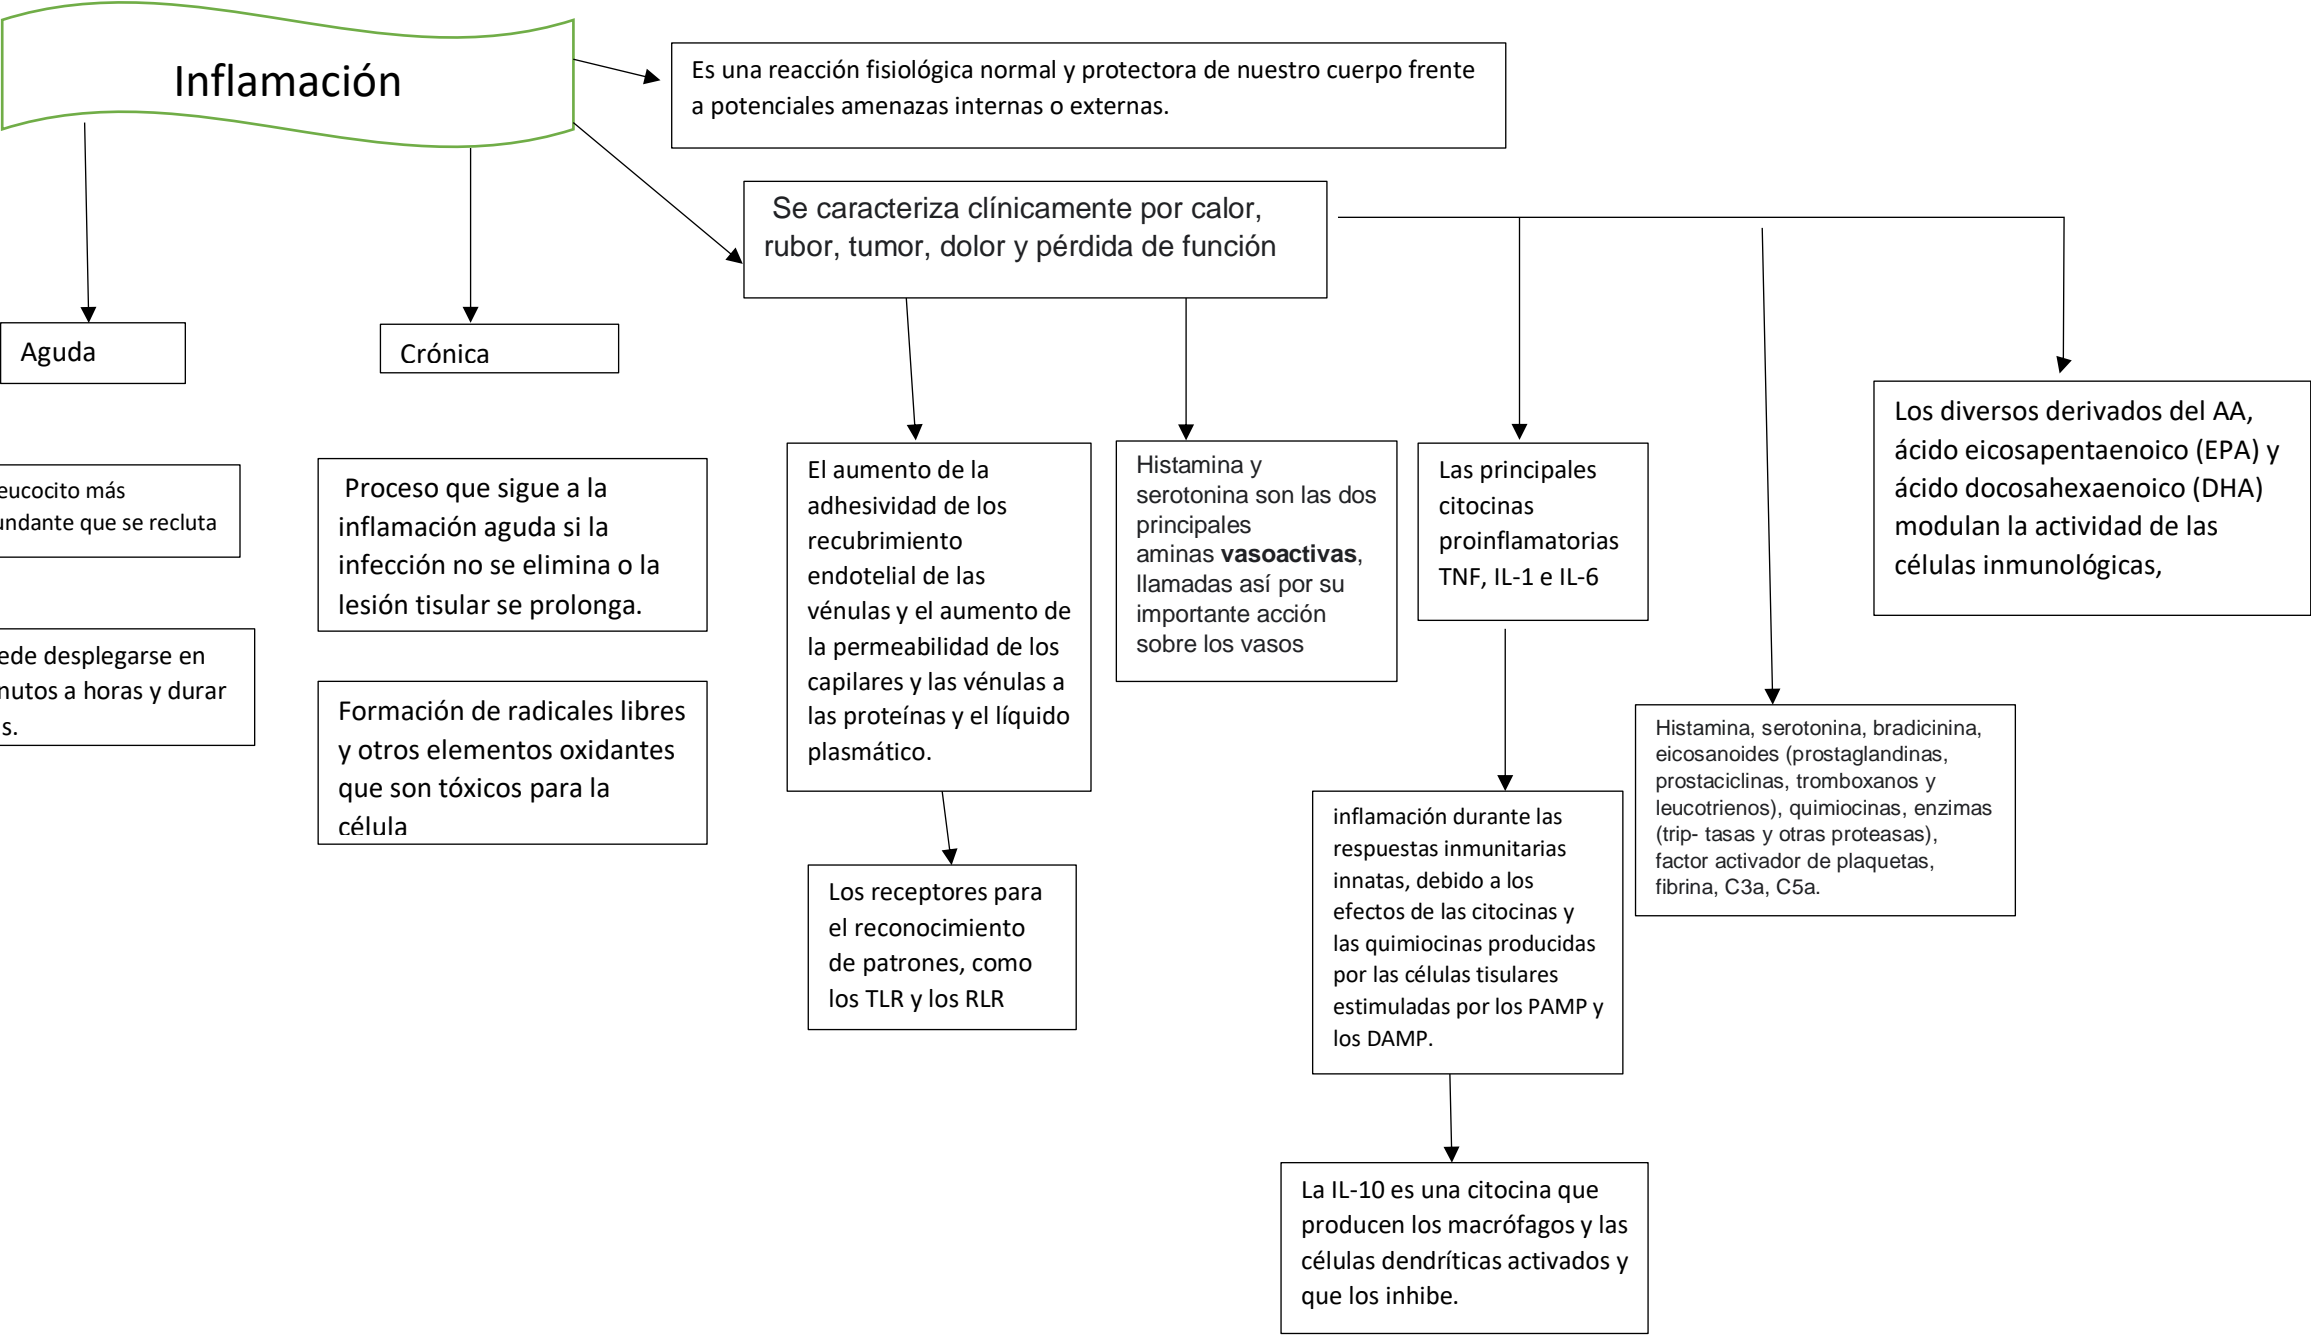 Inflamación
Es una reacción fisiológica normal y protectora de nuestro cuerpo frente
a potenciales amenazas internas o externas.
Se caracteriza clínicamente por calor,
rubor, tumor, dolor y pérdida de función
Aguda
Crónica
más
que se recluta
desplegarse en
a horas y durar
Proceso que sigue a la
inflamación aguda si la
infección no se elimina o la
lesión tisular se prolonga.
Formación de radicales libres
y otros elementos oxidantes
que son tóxicos para la
célula
El aumento de la
adhesividad de los
recubrimiento
endotelial de las
vénulas y el aumento de
la permeabilidad de los
capilares y las vénulas a
las proteínas y el líquido
plasmático.
Los receptores para
el reconocimiento
de patrones, como
los TLR y los RLR
Histamina y
serotonina son las dos
principales
aminas vasoactivas,
llamadas así por su
importante acción
sobre los vasos
Las principales
citocinas
proinflamatorias
TNF, IL-1 e IL-6
inflamación durante las
respuestas inmunitarias
innatas, debido a los
efectos de las citocinas y
las quimiocinas producidas
por las células tisulares
estimuladas por los PAMP y
los DAMP.
La IL-10 es una citocina que
producen los macrófagos y las
células dendríticas activados y
que los inhibe.
Histamina, serotonina, bradicinina,
eicosanoides (prostaglandinas,
prostaciclinas, tromboxanos y
leucotrienos), quimiocinas, enzimas
(trip- tasas y otras proteasas),
factor activador de plaquetas,
fibrina, C3a, C5a.
Los diversos derivados del AA,
ácido eicosapentaenoico (EPA) y
ácido docosahexaenoico (DHA)
modulan la actividad de las
células inmunológicas,